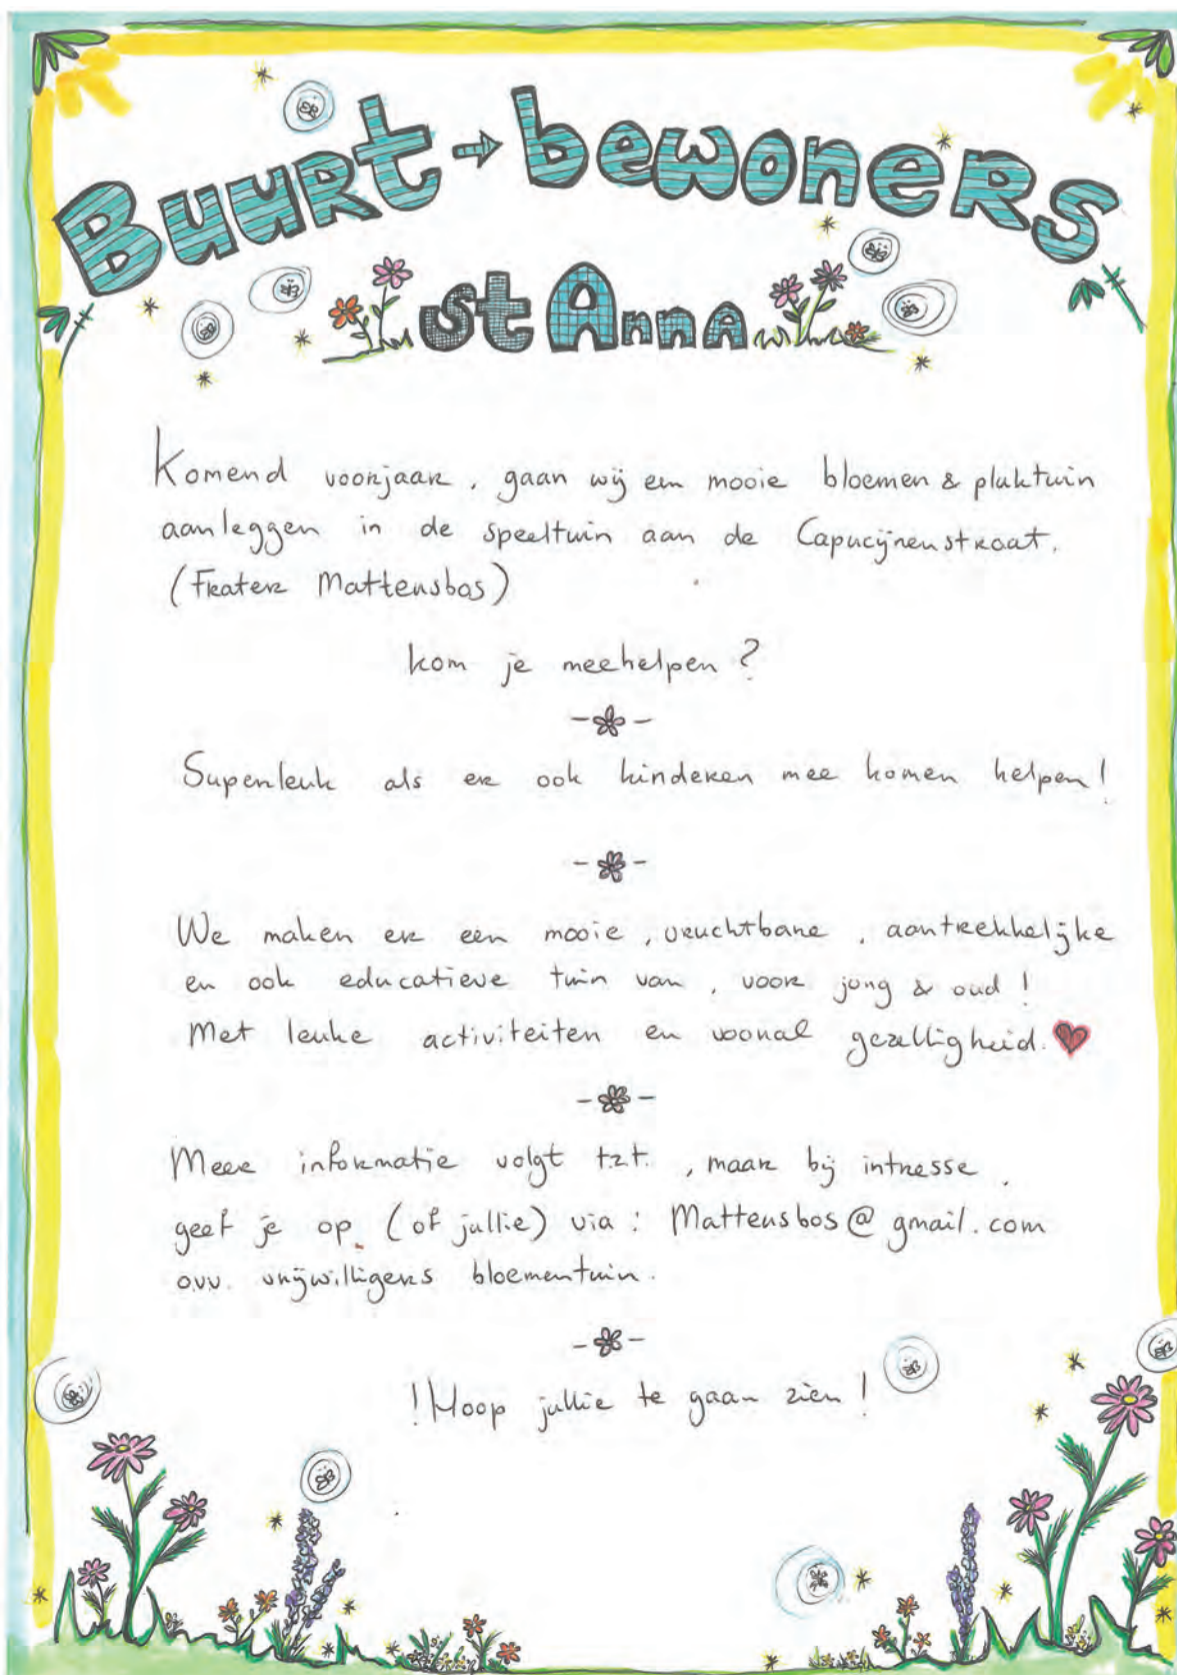 Buurt → bewoners
st Anna
Komend voorjaar, gaan wij een mooie bloemen & pluktuin
aanleggen in de speeltuin aan de Capucijnenstraat.
(Frater Mattensbos)
kom je meehelpen?
Superleuk als er ook kinderen mee komen helpen!
We maken er een mooie, vruchtbare, aantrekkelijke
en ook educatieve tuin van, voor jong & oud!
Met leuke activiteiten en vooral gezelligheid.
Meer informatie volgt t.z.t., maar bij intresse,
geef je op (of jullie) via: Mattensbos@gmail.com
o.v.v. vrijwilligers bloementuin.
!Hoop jullie te gaan zien!